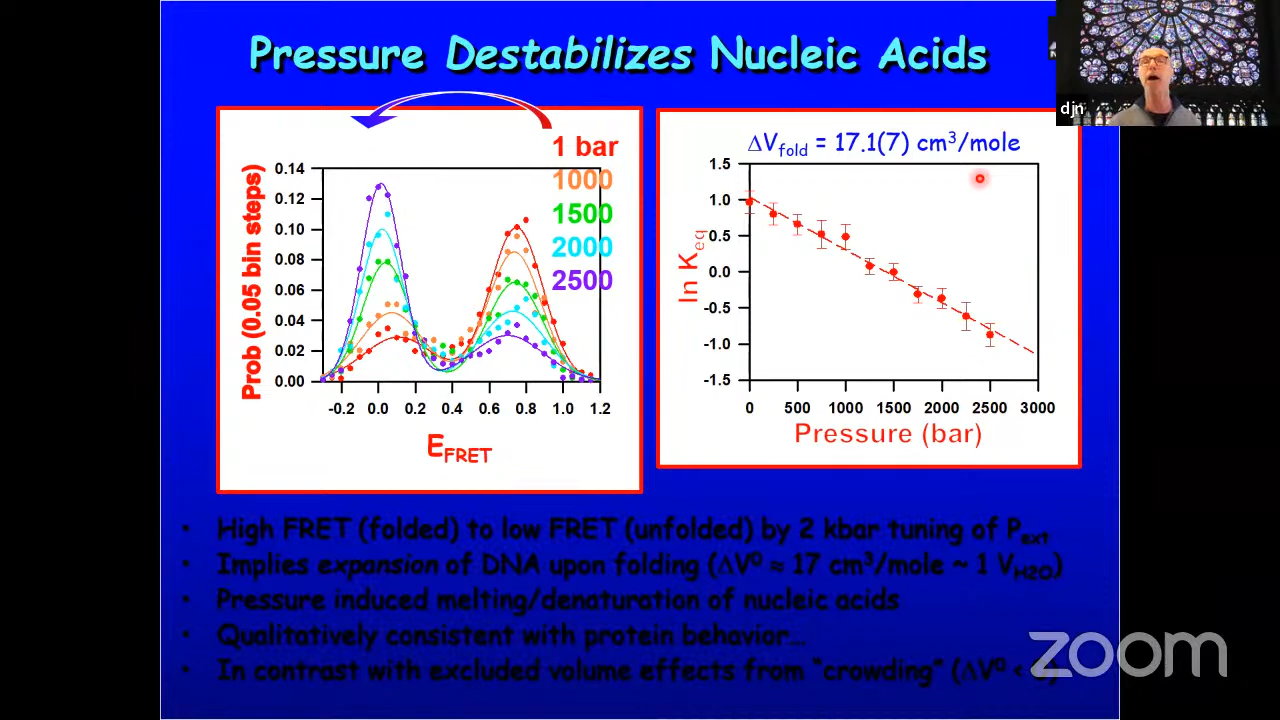 Pressure Destabilizes Nucleic Acids
djn
1 bar
1000
1500
2000
2500
Prob (0.05 bin steps)
0.14
0.12
0.10
0.08
0.06
0.04
0.02
0.00
-0.2 0.0 0.2 0.4 0.6 0.8 1.0 1.2
EFRET
ΔVfold = 17.1(7) cm³/mole
ln Keq
1.5
1.0
0.5
0.0
-0.5
-1.0
-1.5
0 500 1000 1500 2000 2500 3000
Pressure (bar)
• High FRET (folded) to low FRET (unfolded) by 2 kbar tuning of Pext
• Implies expansion of DNA upon folding (ΔV⁰ ≈ 17 cm³/mole ~ 1 VH2O)
• Pressure induced melting/denaturation of nucleic acids
• Qualitatively consistent with protein behavior…
• In contrast with excluded volume effects from “crowding” (ΔV⁰ <
zoom